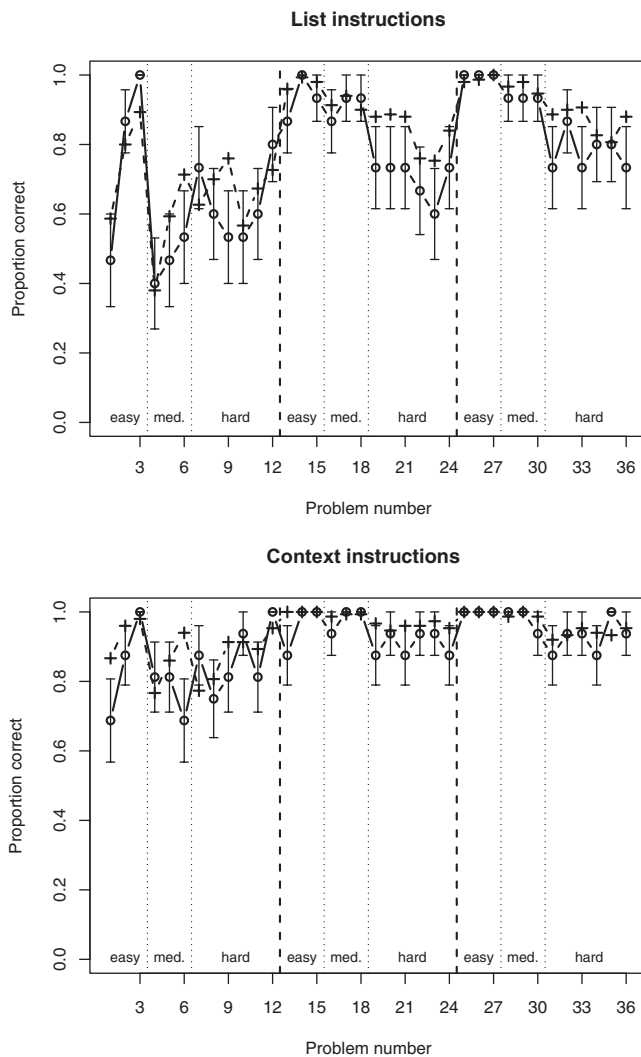 List instructions
Proportion correct
1.0
0.8
0.6
0.4
0.2
0.0
easy med. hard easy med. hard easy med. hard
3 6 9 12 15 18 21 24 27 30 33 36
Problem number
Context instructions
Proportion correct
1.0
0.8
0.6
0.4
0.2
0.0
easy med. hard easy med. hard easy med. hard
3 6 9 12 15 18 21 24 27 30 33 36
Problem number